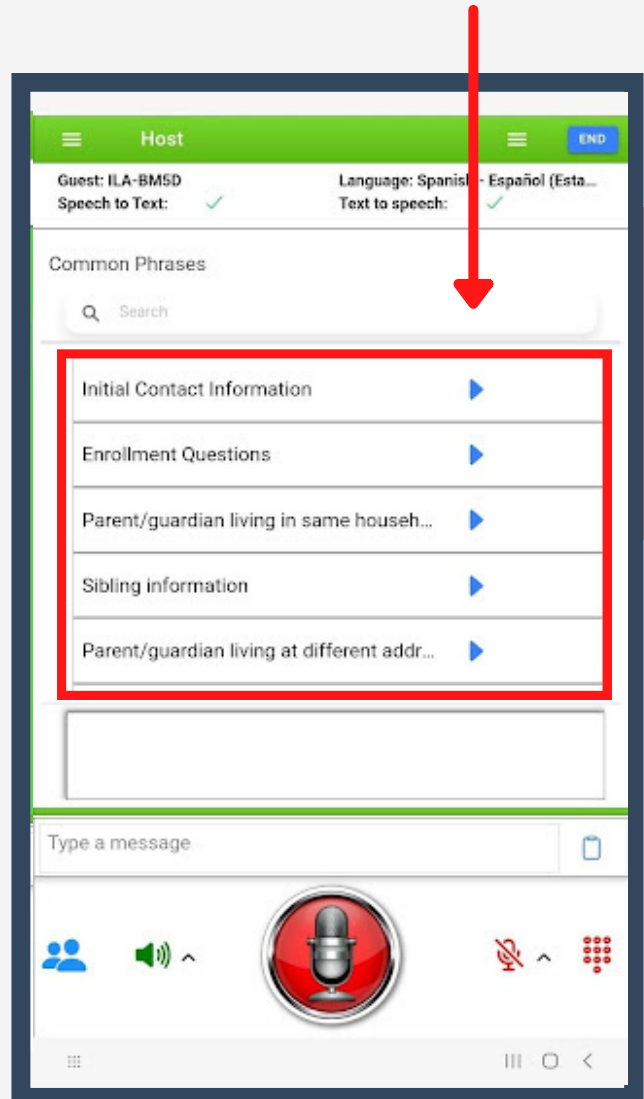 Host END
Guest: ILA-BM5D Language: Spanish - Español (Esta...
Speech to Text: Text to speech:
Common Phrases
Search
Initial Contact Information
Enrollment Questions
Parent/guardian living in same househ...
Sibling information
Parent/guardian living at different addr...
Type a message